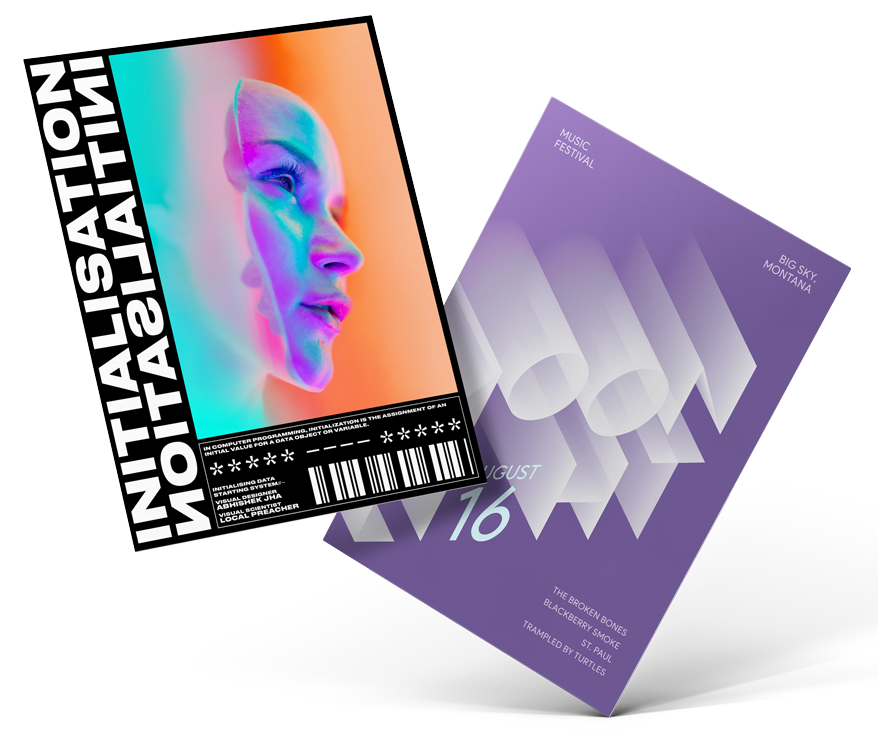 INITIALISATION
INITIALISATION
IN COMPUTER PROGRAMMING, INITIALIZATION IS THE ASSIGNMENT OF AN
INITIAL VALUE FOR A DATA OBJECT OR VARIABLE.
***** ---- *****
INITIALISING DATA
STARTING SYSTEM//–
VISUAL DESIGNER
ABHISHEK JHA
VISUAL SCIENTIST
LOCAL PREACHER
MUSIC
FESTIVAL
BIG SKY,
MONTANA
MOON
UGUST
16
THE BROKEN BONES
BLACKBERRY SMOKE
ST. PAUL
TRAMPLED BY TURTLES